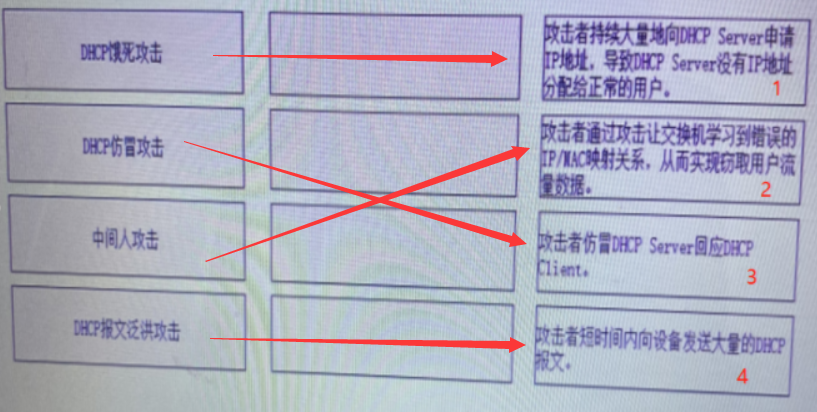 DHCP饿死攻击
攻击者持续大量地向DHCP Server申请
IP地址，导致DHCP Server没有IP地址
分配给正常的用户。
1
DHCP仿冒攻击
攻击者通过攻击让交换机学习到错误的
IP/MAC映射关系，从而实现窃取用户流
量数据。
2
中间人攻击
攻击者仿冒DHCP Server回应DHCP
Client。
3
DHCP报文泛洪攻击
攻击者短时间内向设备发送大量的DHCP
报文。
4